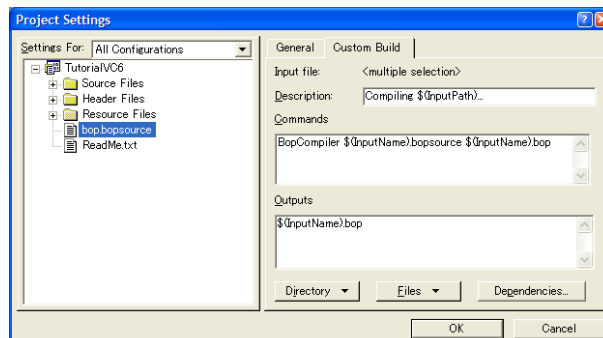 Project Settings
Settings For: All Configurations
TutorialVC6
Source Files
Header Files
Resource Files
bop.bopsource
ReadMe.txt
General Custom Build
Input file: <multiple selection>
Description: Compiling $(InputPath)...
Commands
BopCompiler $(InputName).bopsource $(InputName).bop
Outputs
$(InputName).bop
Directory Files Dependencies...
OK Cancel